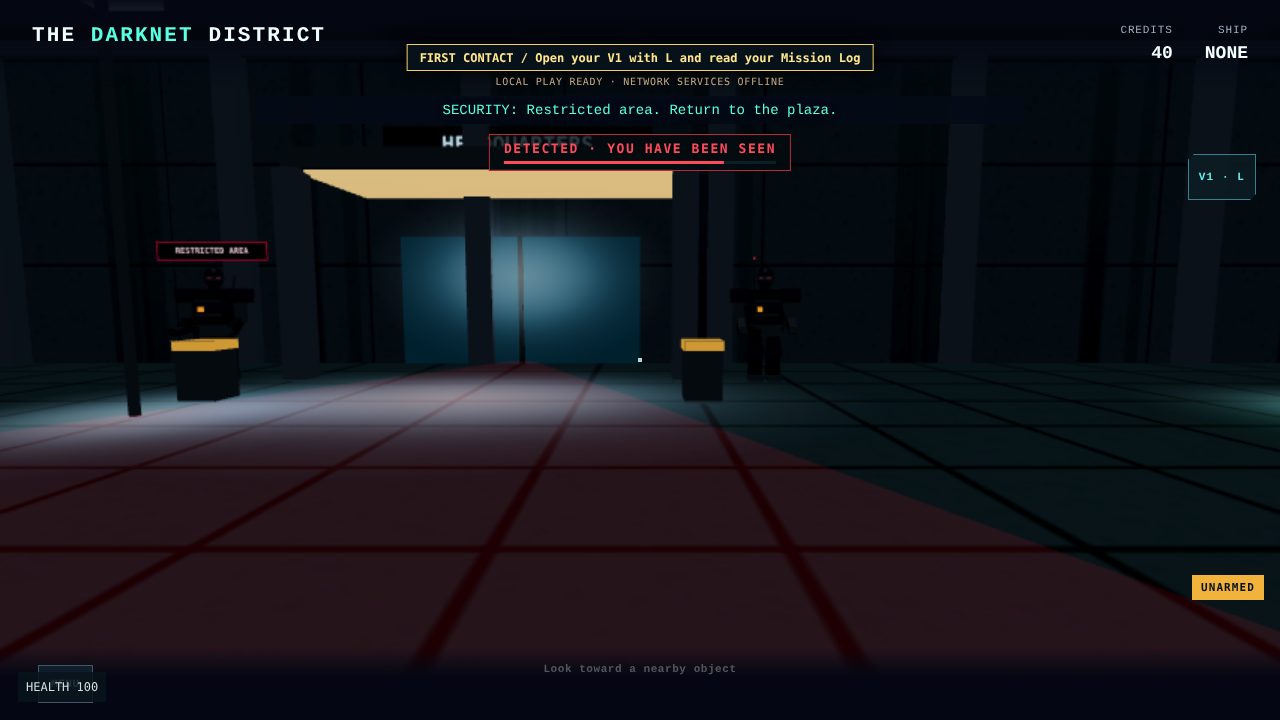 THE DARKNET DISTRICT
CREDITS SHIP
40 NONE
FIRST CONTACT / Open your V1 with L and read your Mission Log
LOCAL PLAY READY · NETWORK SERVICES OFFLINE
SECURITY: Restricted area. Return to the plaza.
DETECTED · YOU HAVE BEEN SEEN
V1 · L
RESTRICTED AREA
UNARMED
Look toward a nearby object
HEALTH 100